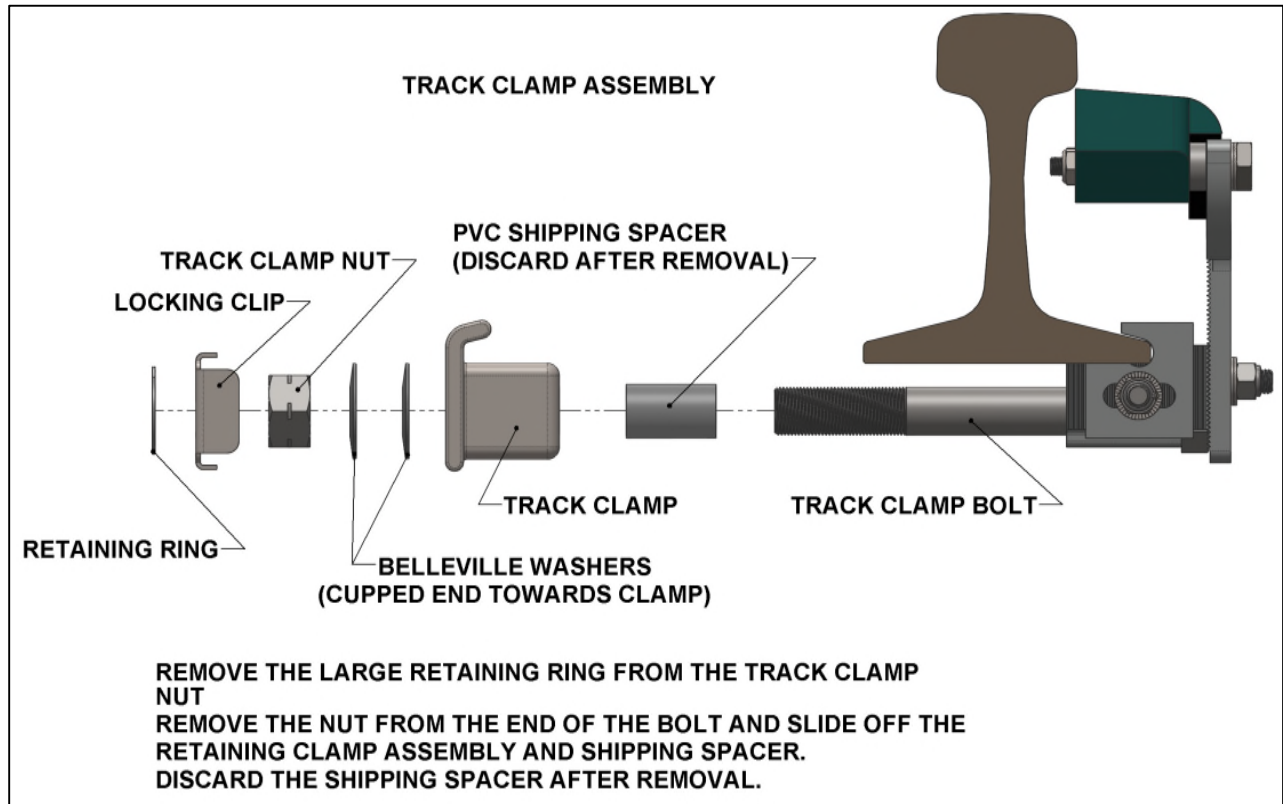 TRACK CLAMP ASSEMBLY
PVC SHIPPING SPACER
(DISCARD AFTER REMOVAL)
TRACK CLAMP NUT
LOCKING CLIP
TRACK CLAMP
TRACK CLAMP BOLT
RETAINING RING
BELLEVILLE WASHERS
(CUPPED END TOWARDS CLAMP)
REMOVE THE LARGE RETAINING RING FROM THE TRACK CLAMP
NUT
REMOVE THE NUT FROM THE END OF THE BOLT AND SLIDE OFF THE
RETAINING CLAMP ASSEMBLY AND SHIPPING SPACER.
DISCARD THE SHIPPING SPACER AFTER REMOVAL.